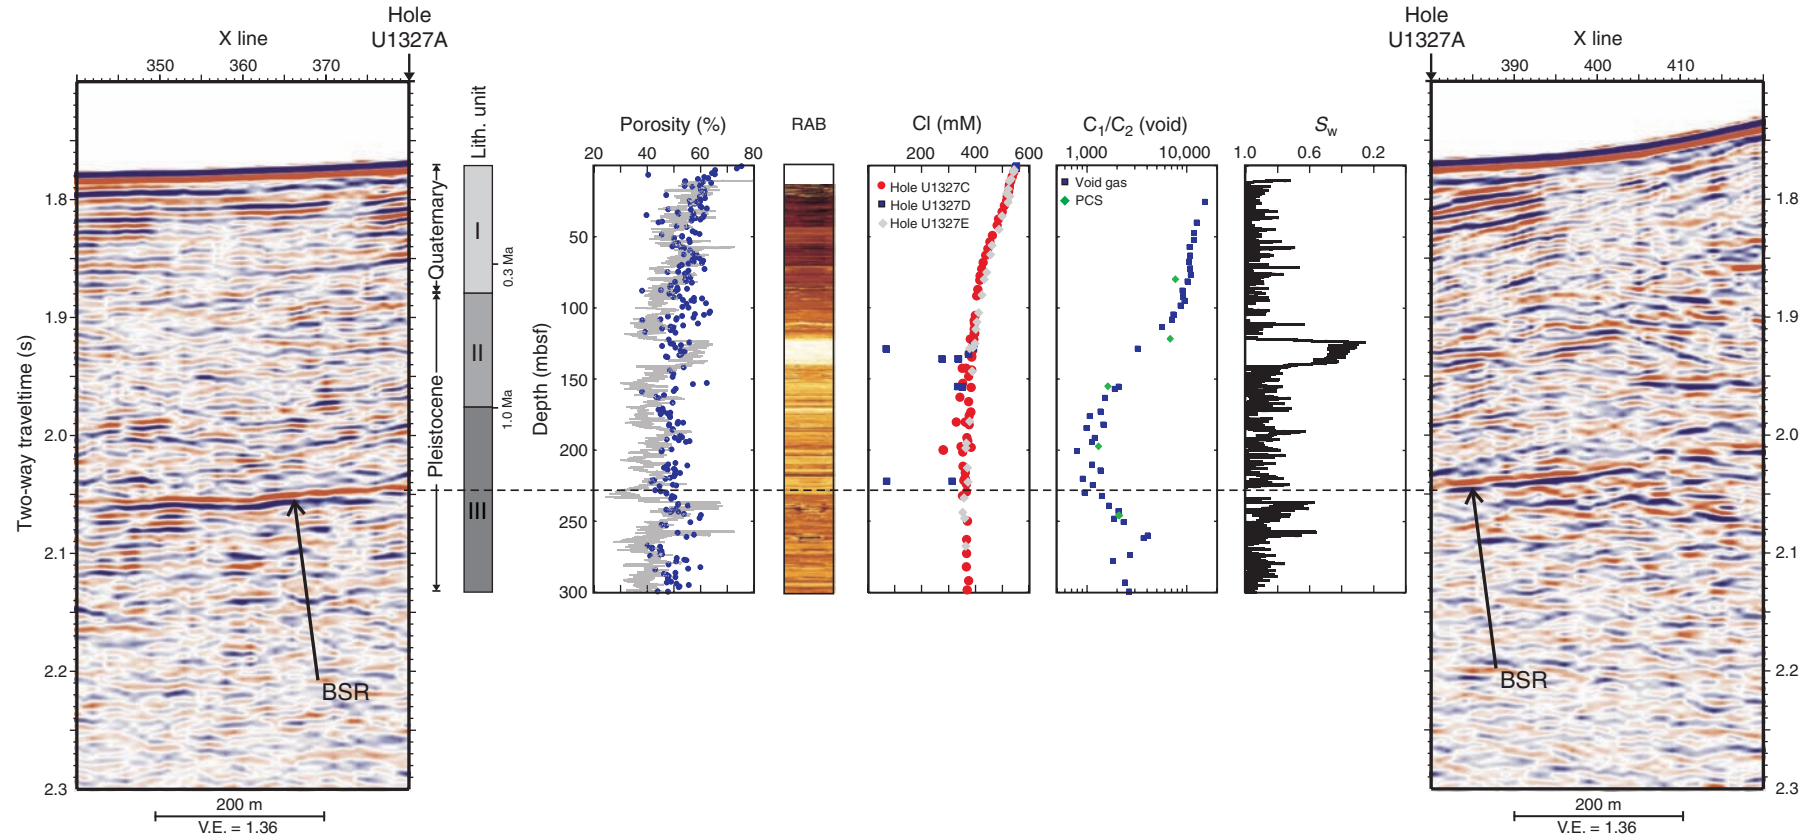 Hole
U1327A
X line
350 360 370
Two-way traveltime (s)
1.8
1.9
2.0
2.1
2.2
2.3
BSR
200 m
V.E. = 1.36
Lith. unit
Quaternary
Pleistocene
I
II
III
0.3 Ma
1.0 Ma
Depth (mbsf)
50
100
150
200
250
300
Porosity (%)
20 40 60 80
RAB
Cl (mM)
200 400 600
Hole U1327C
Hole U1327D
Hole U1327E
C1/C2 (void)
1,000 10,000
Void gas
PCS
Sw
1.0 0.6 0.2
Hole
U1327A
X line
390 400 410
1.8
1.9
2.0
2.1
2.2
2.3
BSR
200 m
V.E. = 1.36